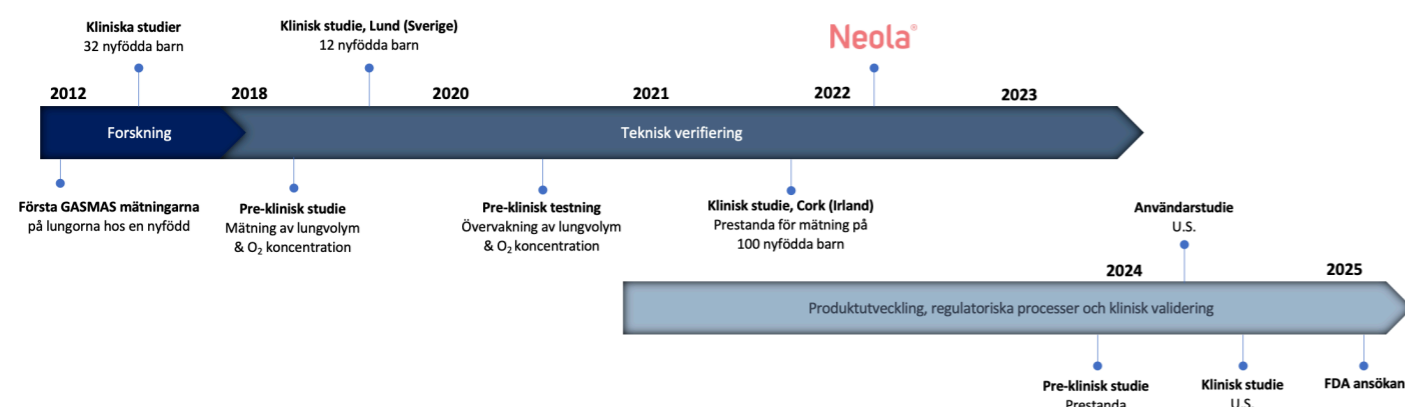 Kliniska studier
32 nyfödda barn
Klinisk studie, Lund (Sverige)
12 nyfödda barn
Neola®
2012
2018
2020
2021
2022
2023
Forskning
Teknisk verifiering
Första GASMAS mätningarna
på lungorna hos en nyfödd
Pre-klinisk studie
Mätning av lungvolym
& O₂ koncentration
Pre-klinisk testning
Övervakning av lungvolym
& O₂ koncentration
Klinisk studie, Cork (Irland)
Prestanda för mätning på
100 nyfödda barn
Användarstudie
U.S.
2024
2025
Produktutveckling, regulatoriska processer och klinisk validering
Pre-klinisk studie
Prestanda
Klinisk studie
U.S.
FDA ansökan